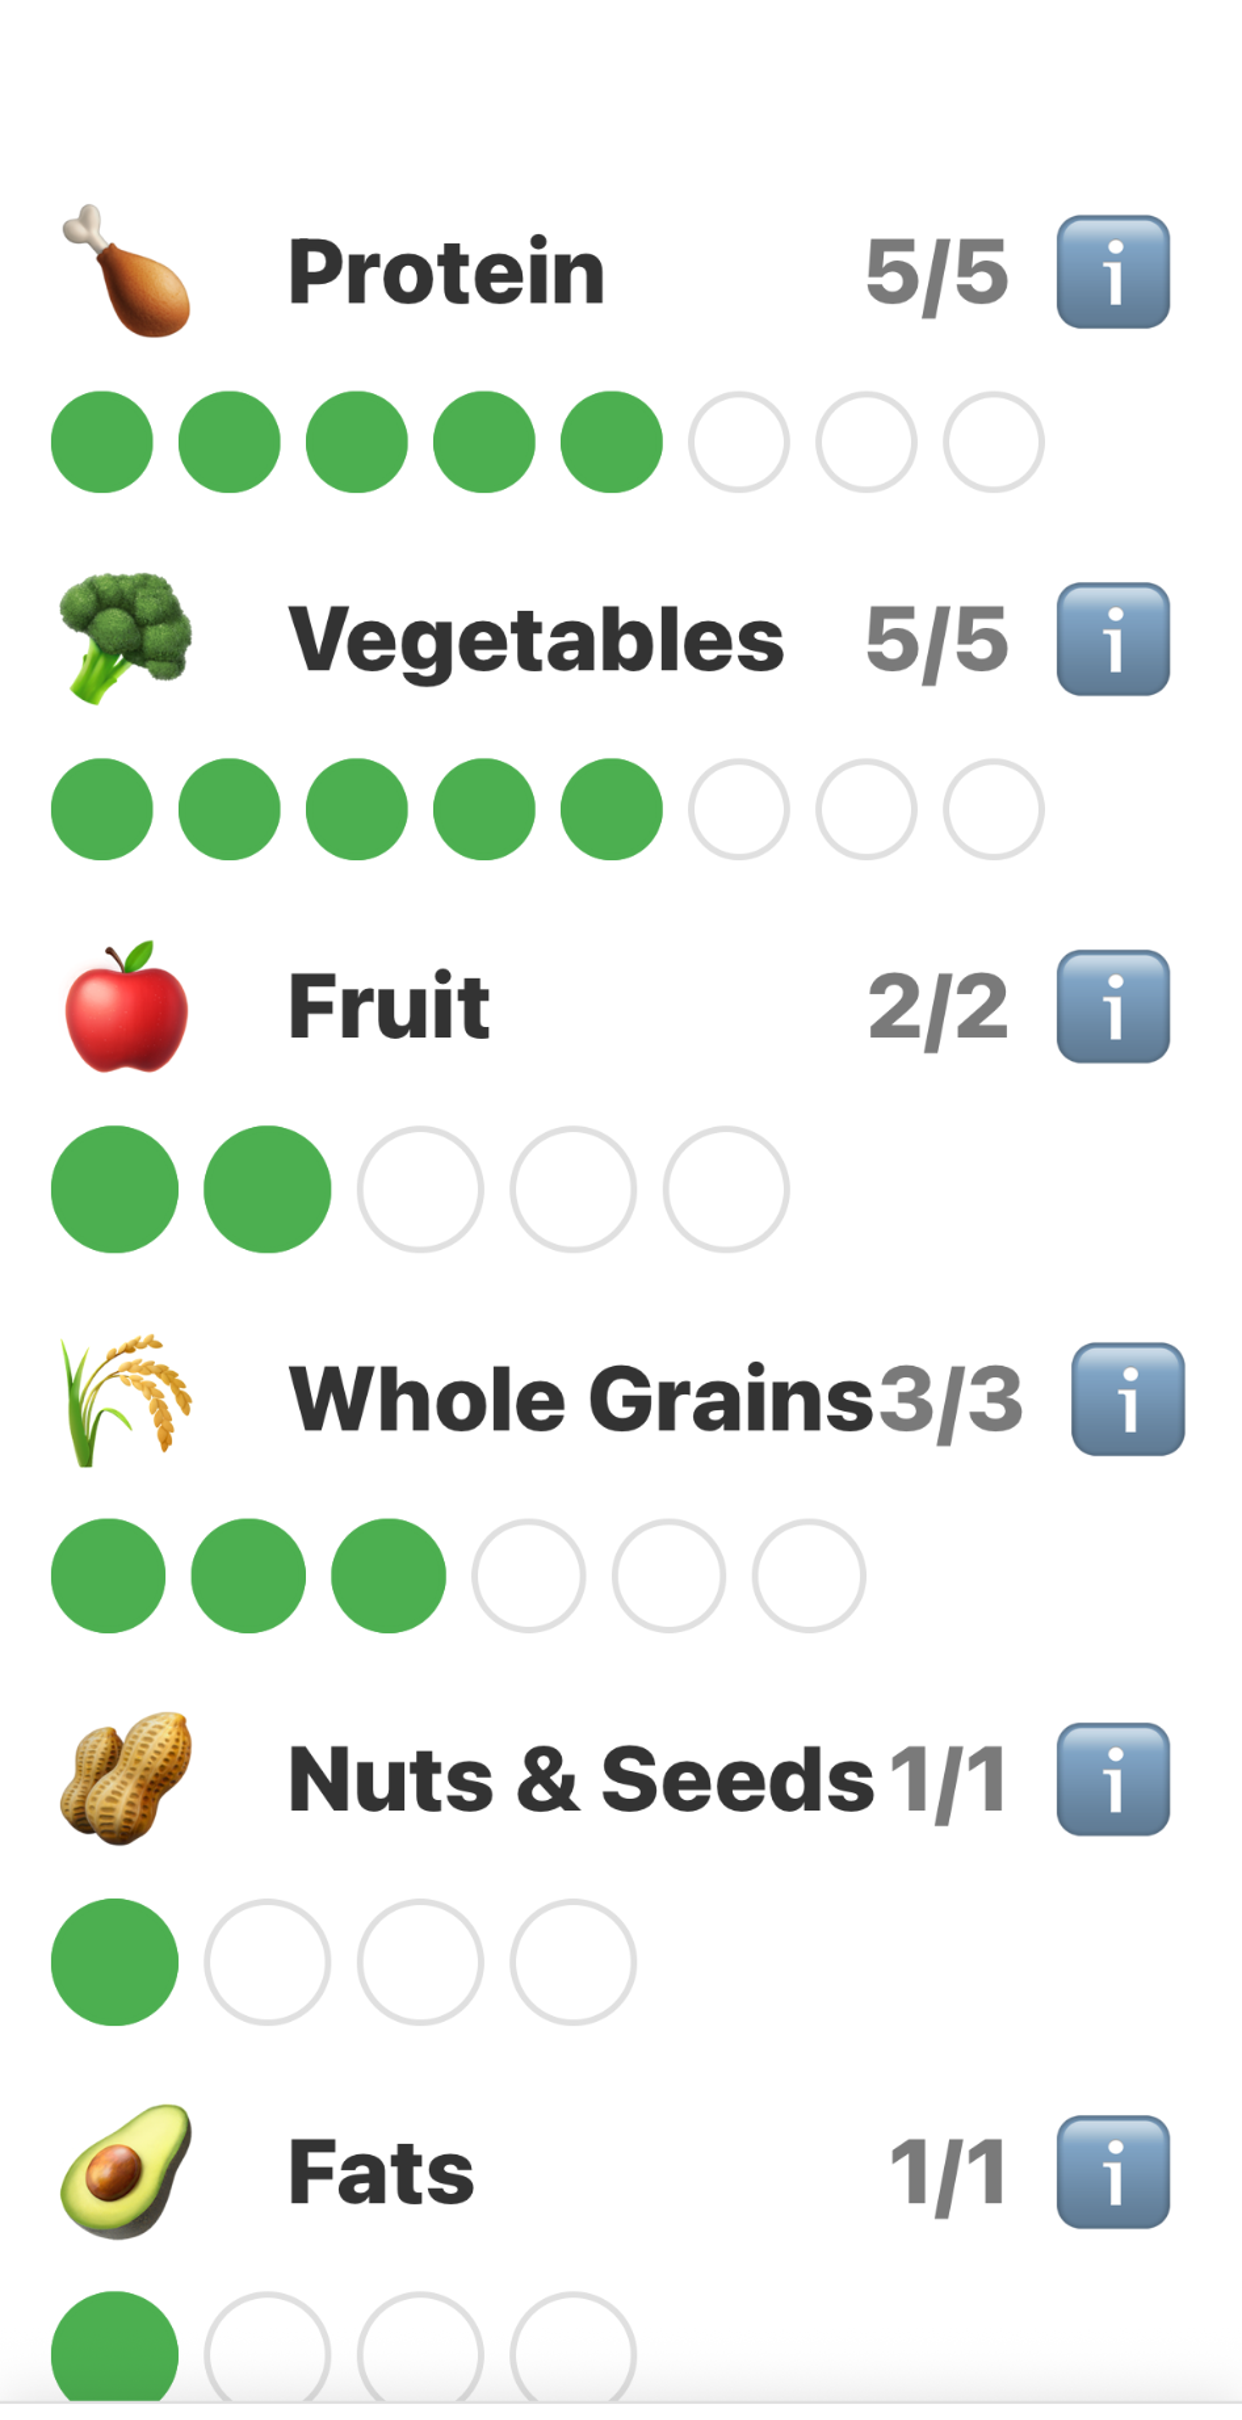 Protein 5/5 i
Vegetables 5/5 i
Fruit 2/2 i
Whole Grains 3/3 i
Nuts & Seeds 1/1 i
Fats 1/1 i